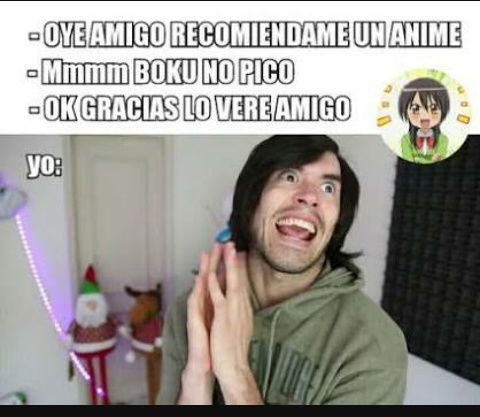 - OYE AMIGO RECOMIENDAME UN ANIME
- Mmmm BOKU NO PICO
- OK GRACIAS LO VERE AMIGO
yo: